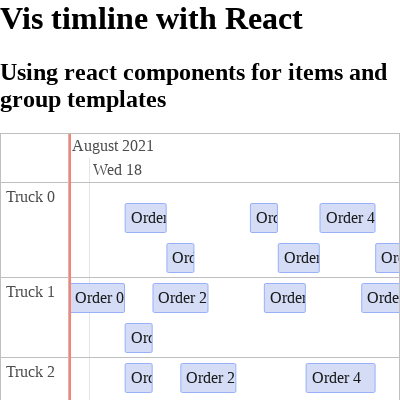 Vis timline with React
Using react components for items and
group templates
August 2021
Wed 18
Truck 0
Order
Ord
Order 4
Ord
Order
Or
Truck 1
Order 0
Order 2
Order
Orde
Ord
Truck 2
Ord
Order 2
Order 4